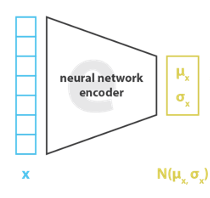 e
neural network
encoder
μₓ
σₓ
x
N(μₓ, σₓ)